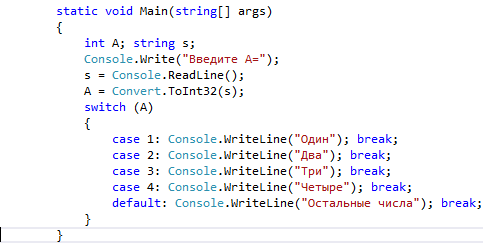 static void Main(string[] args)
{
int A; string s;
Console.Write("Введите A=");
s = Console.ReadLine();
A = Convert.ToInt32(s);
switch (A)
{
case 1: Console.WriteLine("Один"); break;
case 2: Console.WriteLine("Два"); break;
case 3: Console.WriteLine("Три"); break;
case 4: Console.WriteLine("Четыре"); break;
default: Console.WriteLine("Остальные числа"); break;
}
}